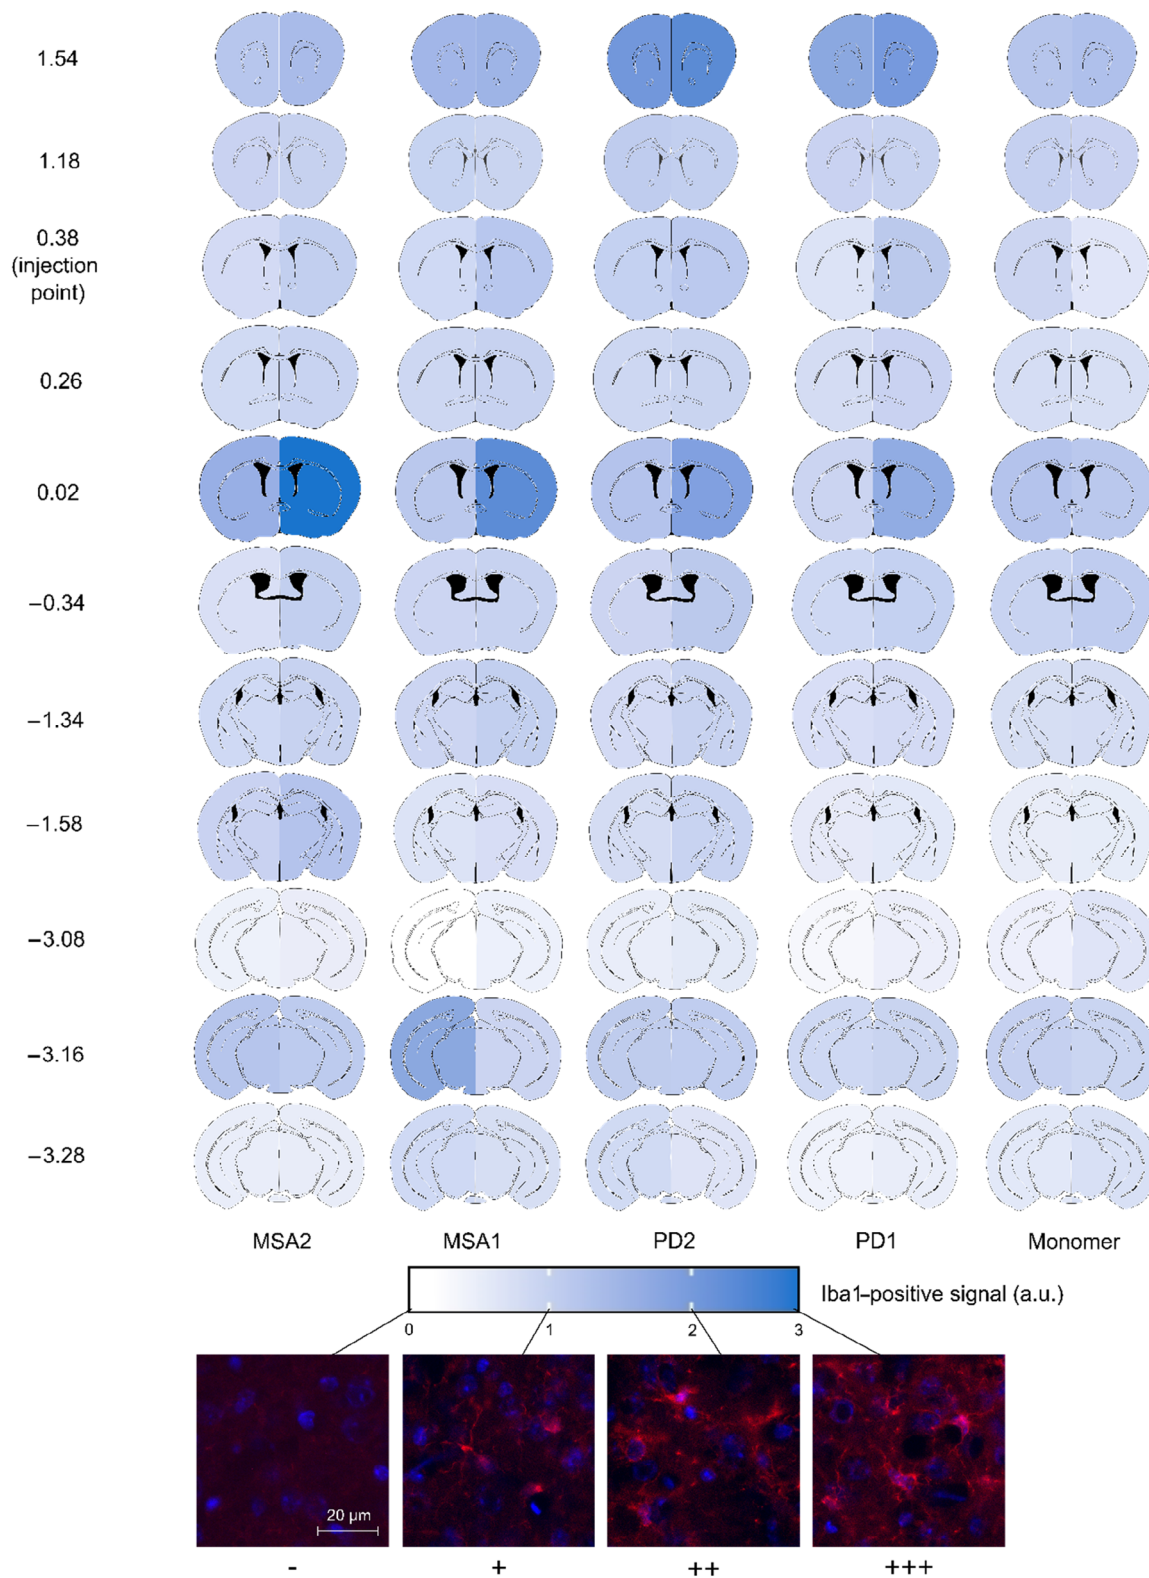 1.54
1.18
0.38
(injection
point)
0.26
0.02
−0.34
−1.34
−1.58
−3.08
−3.16
−3.28
MSA2 MSA1 PD2 PD1 Monomer
Iba1-positive signal (a.u.)
0 1 2 3
20 µm
- + ++ +++